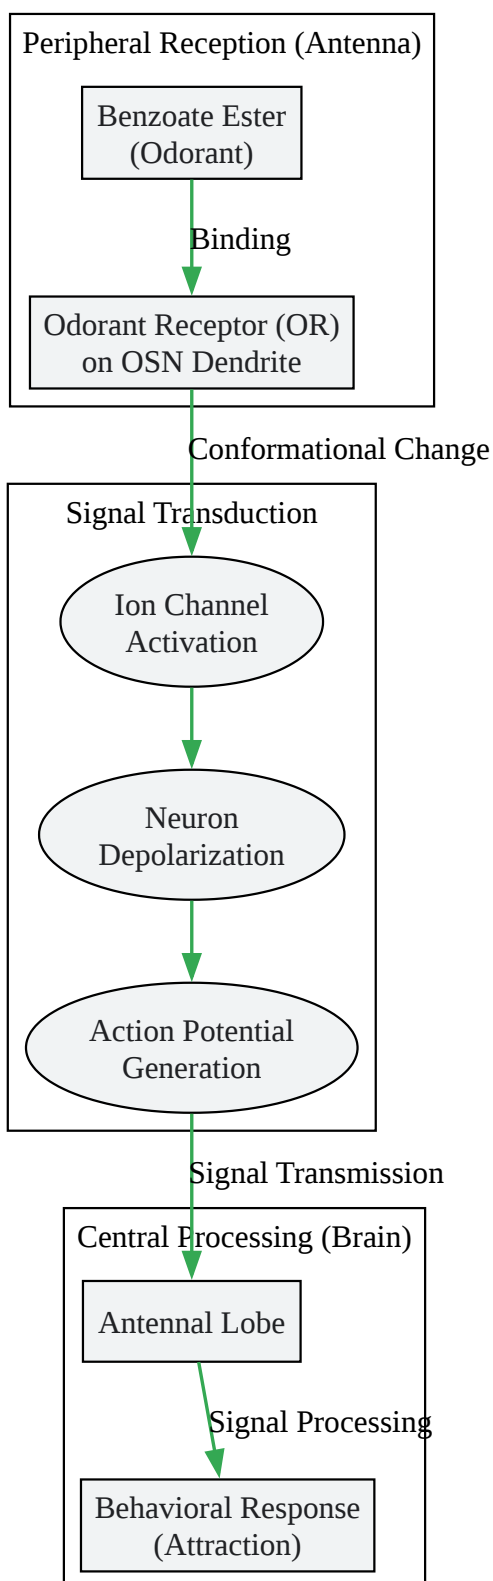 Peripheral Reception (Antenna)
Benzoate Ester
(Odorant)
Binding
Odorant Receptor (OR)
on OSN Dendrite
Conformational Change
Signal Transduction
Ion Channel
Activation
Neuron
Depolarization
Action Potential
Generation
Signal Transmission
Central Processing (Brain)
Antennal Lobe
Signal Processing
Behavioral Response
(Attraction)